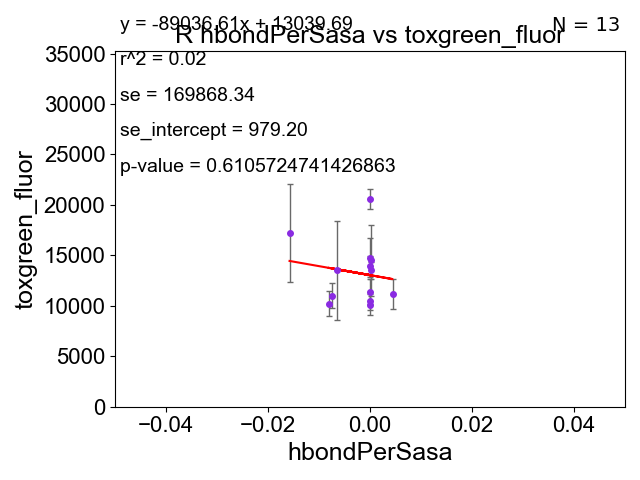 y = -89036.61x + 13039.69
N = 13
R hbondPerSasa vs toxgreen_fluor
r^2 = 0.02
se = 169868.34
se_intercept = 979.20
p-value = 0.6105724741426863
35000
30000
25000
20000
15000
10000
5000
0
toxgreen_fluor
−0.04
−0.02
0.00
0.02
0.04
hbondPerSasa